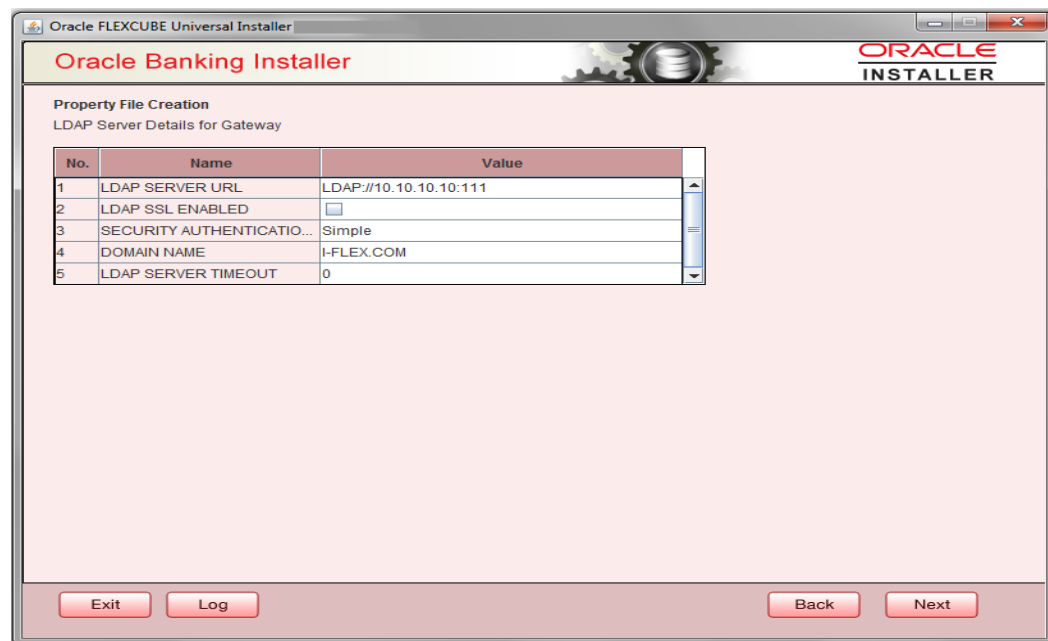 Oracle FLEXCUBE Universal Installer
Oracle Banking Installer
ORACLE
INSTALLER
Property File Creation
LDAP Server Details for Gateway
No. Name Value
1 LDAP SERVER URL LDAP://10.10.10.10:111
2 LDAP SSL ENABLED
3 SECURITY AUTHENTICATIO... Simple
4 DOMAIN NAME I-FLEX.COM
5 LDAP SERVER TIMEOUT 0
Exit Log Back Next